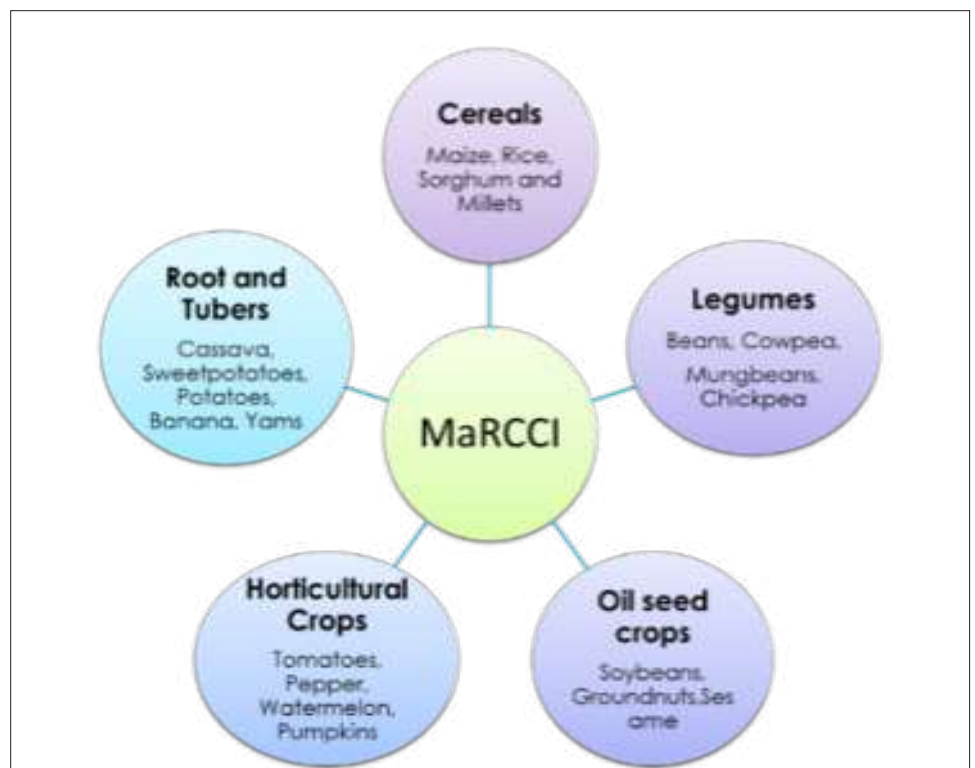 Cereals
Maize, Rice,
Sorghum and
Millets
Root and
Tubers
Cassava,
Sweetpotatoes,
Potatoes,
Banana, Yams
Legumes
Beans, Cowpea,
Mungbeans,
Chickpea
MaRCCI
Horticultural
Crops
Tomatoes,
Pepper,
Watermelon,
Pumpkins
Oil seed
crops
Soybeans,
Groundnuts,Ses
ame